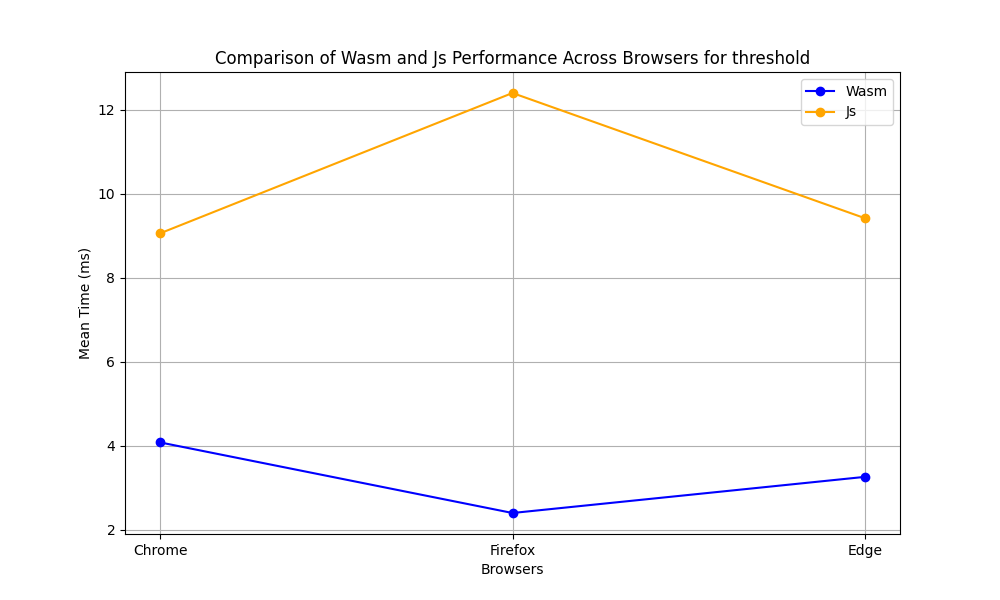 Comparison of Wasm and Js Performance Across Browsers for threshold
Wasm
Js
12
10
8
6
4
2
Mean Time (ms)
Chrome
Firefox
Edge
Browsers